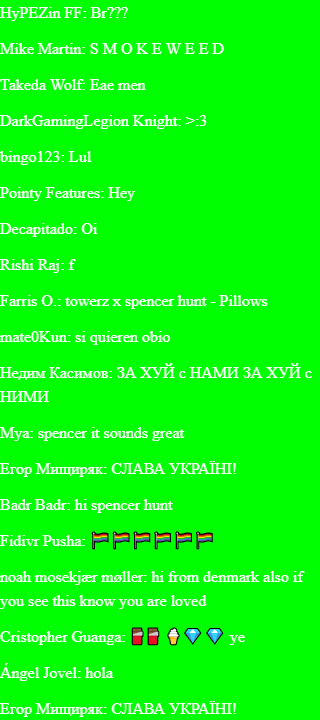 HyPEZin FF: Br???
Mike Martin: S M O K E W E E D
Takeda Wolf: Eae men
DarkGamingLegion Knight: >:3
bingo123: Lul
Pointy Features: Hey
Decapitado: Oi
Rishi Raj: f
Farris O.: towerz x spencer hunt - Pillows
mate0Kun: si quieren obio
Недим Касимов: ЗА ХУЙ с НАМИ ЗА ХУЙ с
НИМИ
Mya: spencer it sounds great
Егор Мищиряк: СЛАВА УКРАЇНІ!
Badr Badr: hi spencer hunt
Fidivr Pusha:
noah mosekjær møller: hi from denmark also if
you see this know you are loved
Cristopher Guanga: ye
Ángel Jovel: hola
Егор Мищиряк: СЛАВА УКРАЇНІ!